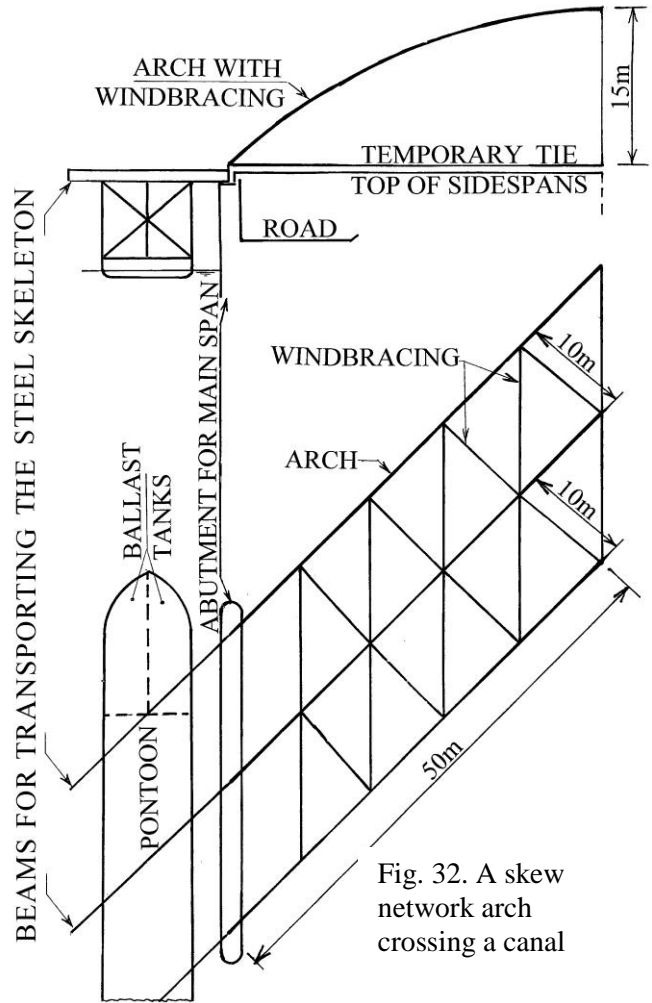 ARCH WITH
WINDBRACING
15m
TEMPORARY TIE
TOP OF SIDESPANS
ROAD
BEAMS FOR TRANSPORTING THE STEEL SKELETON
ABUTMENT FOR MAIN SPAN
WINDBRACING
10m
ARCH
10m
BALLAST
TANKS
PONTOON
50m
Fig. 32. A skew
network arch
crossing a canal